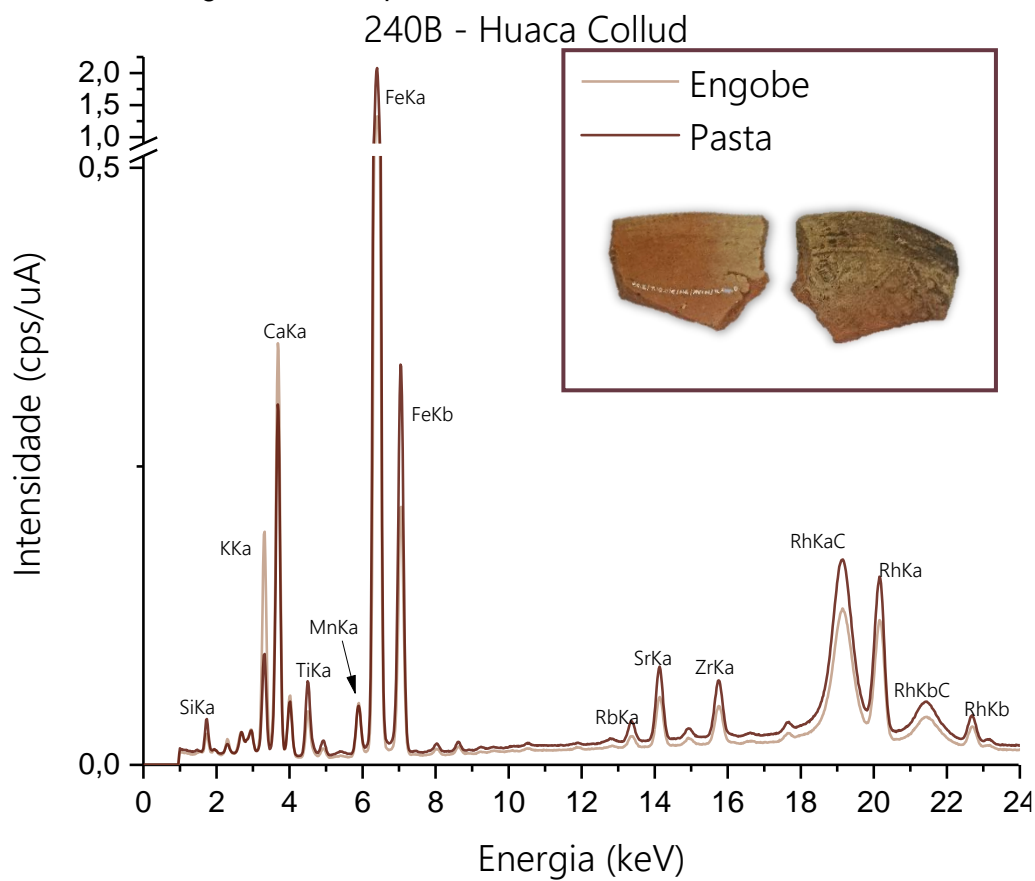 240B - Huaca Collud
Engobe
Pasta
Intensidade (cps/uA)
2,0
1,5
1,0
0,5
0,0
SiKa
KKa
CaKa
TiKa
MnKa
FeKa
FeKb
RbKa
SrKa
ZrKa
RhKaC
RhKa
RhKbC
RhKb
0 2 4 6 8 10 12 14 16 18 20 22 24
Energia (keV)